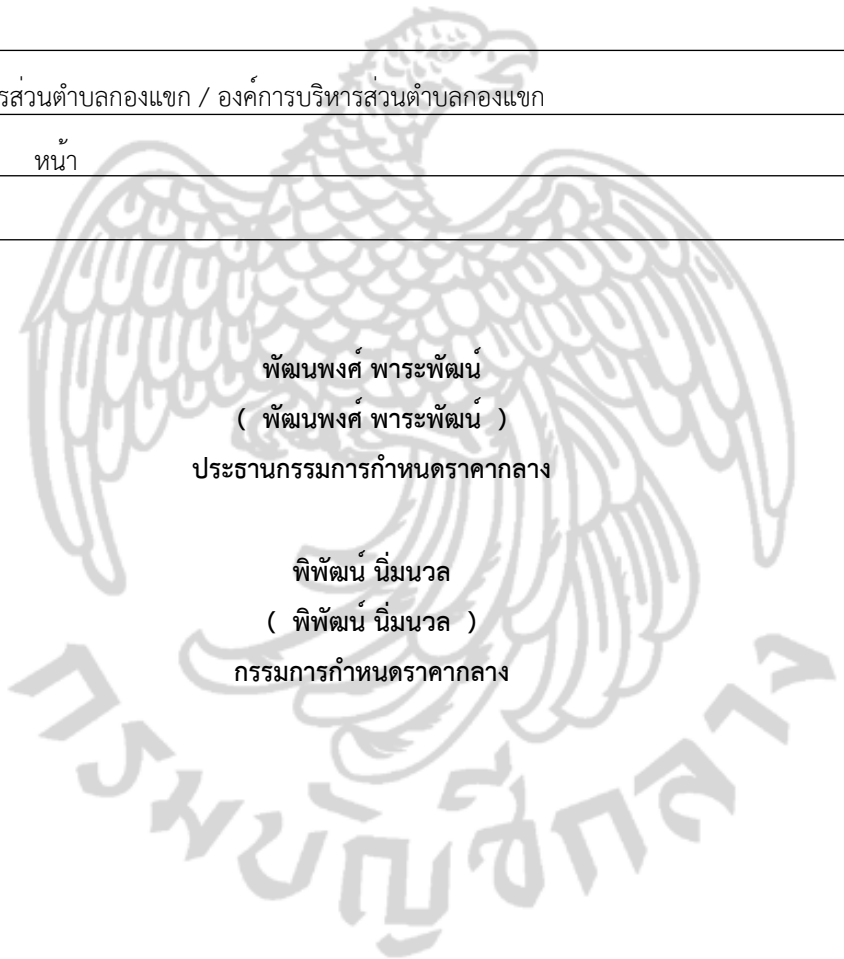 รส่วนตำบลกองแขก / องค์การบริหารส่วนตำบลกองแขก
หน้า
พัฒนพงศ์ พาระพัฒน์
( พัฒนพงศ์ พาระพัฒน์ )
ประธานกรรมการกำหนดราคากลาง
พิพัฒน์ นิ่มนวล
( พิพัฒน์ นิ่มนวล )
กรรมการกำหนดราคากลาง
กรมบัญชีกลาง